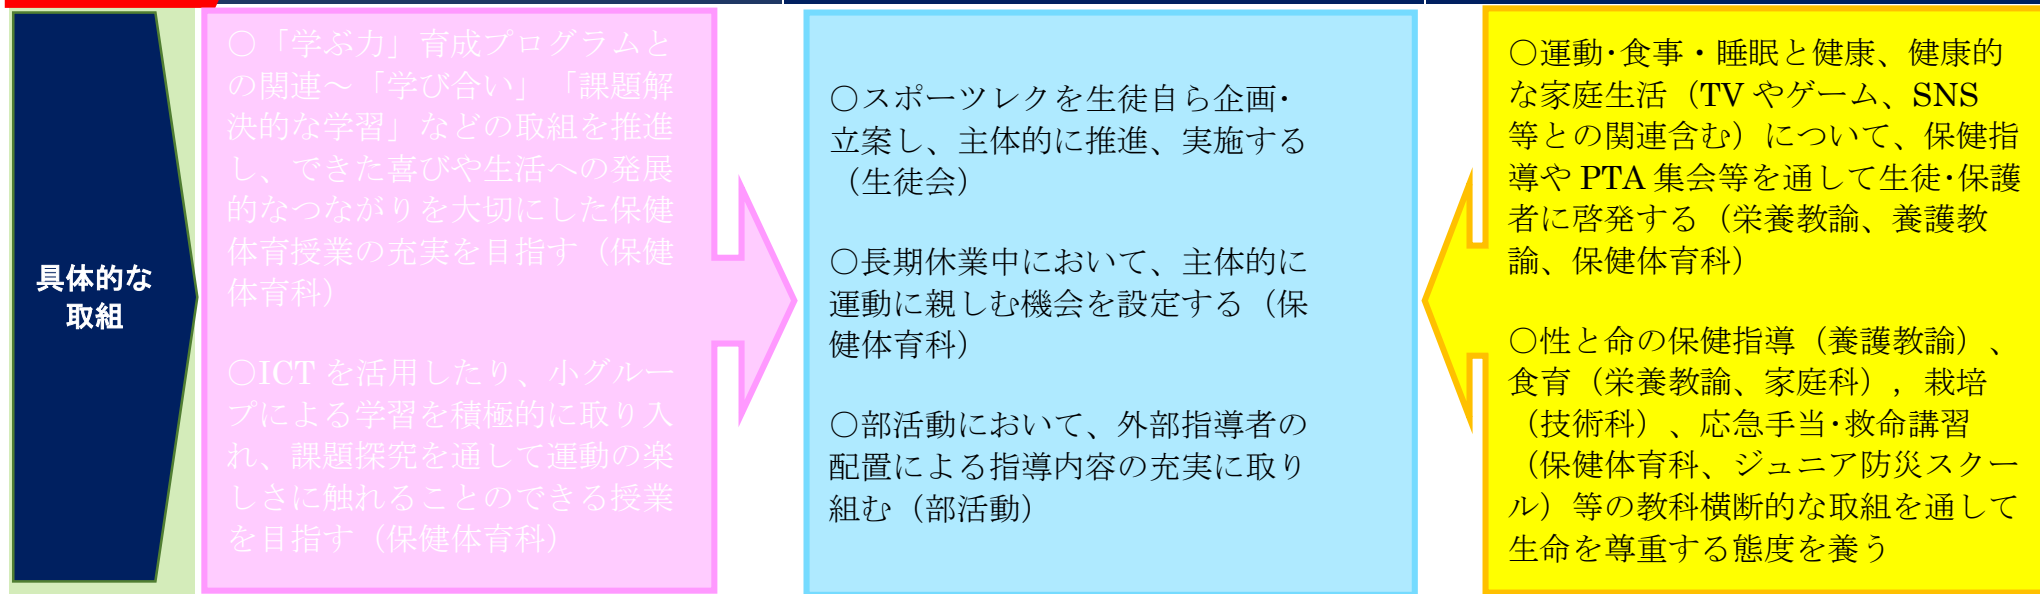 具体的な
取組
○「学ぶ力」育成プログラムと
の関連～「学び合い」「課題解
決的な学習」などの取組を推進
し、できた喜びや生活への発展
的なつながりを大切にした保健
体育授業の充実を目指す（保健
体育科）
○ICT を活用したり、小グルー
プによる学習を積極的に取り入
れ、課題探究を通して運動の楽
しさに触れることのできる授業
を目指す（保健体育科）
○スポーツレクを生徒自ら企画･
立案し、主体的に推進、実施する
（生徒会）
○長期休業中において、主体的に
運動に親しむ機会を設定する（保
健体育科）
○部活動において、外部指導者の
配置による指導内容の充実に取り
組む（部活動）
○運動･食事・睡眠と健康、健康的
な家庭生活（TV やゲーム、SNS
等との関連含む）について、保健指
導や PTA 集会等を通して生徒･保護
者に啓発する（栄養教諭、養護教
諭、保健体育科）
○性と命の保健指導（養護教諭）、
食育（栄養教諭、家庭科）, 栽培
（技術科）、応急手当･救命講習
（保健体育科、ジュニア防災スクー
ル）等の教科横断的な取組を通して
生命を尊重する態度を養う